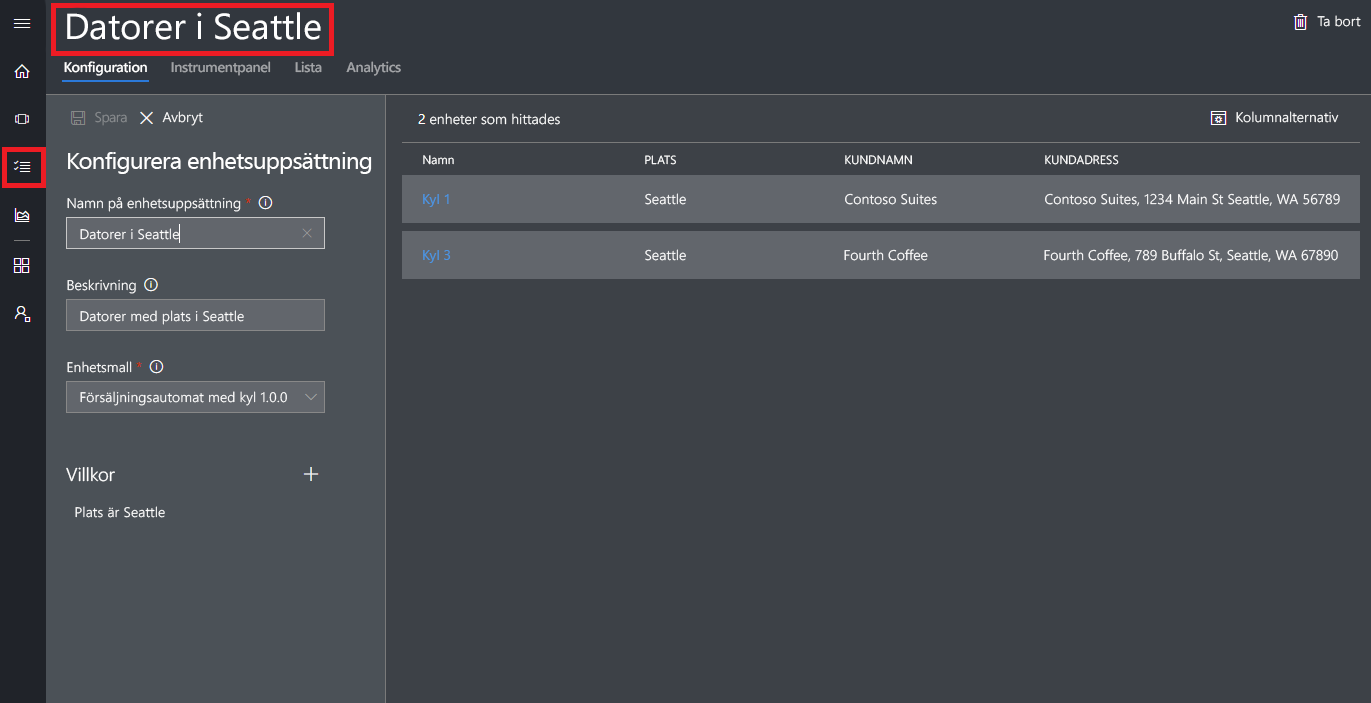 Datorer i Seattle
Ta bort
Konfiguration Instrumentpanel Lista Analytics
Spara Avbryt
Konfigurera enhetsuppsättning
Namn på enhetsuppsättning *
Datorer i Seattle
Beskrivning
Datorer med plats i Seattle
Enhetsmall *
Försäljningsautomat med kyl 1.0.0
Villkor
Plats är Seattle
2 enheter som hittades
Kolumnalternativ
Namn PLATS KUNDNAMN KUNDADRESS
Kyl 1 Seattle Contoso Suites Contoso Suites, 1234 Main St Seattle, WA 56789
Kyl 3 Seattle Fourth Coffee Fourth Coffee, 789 Buffalo St, Seattle, WA 67890